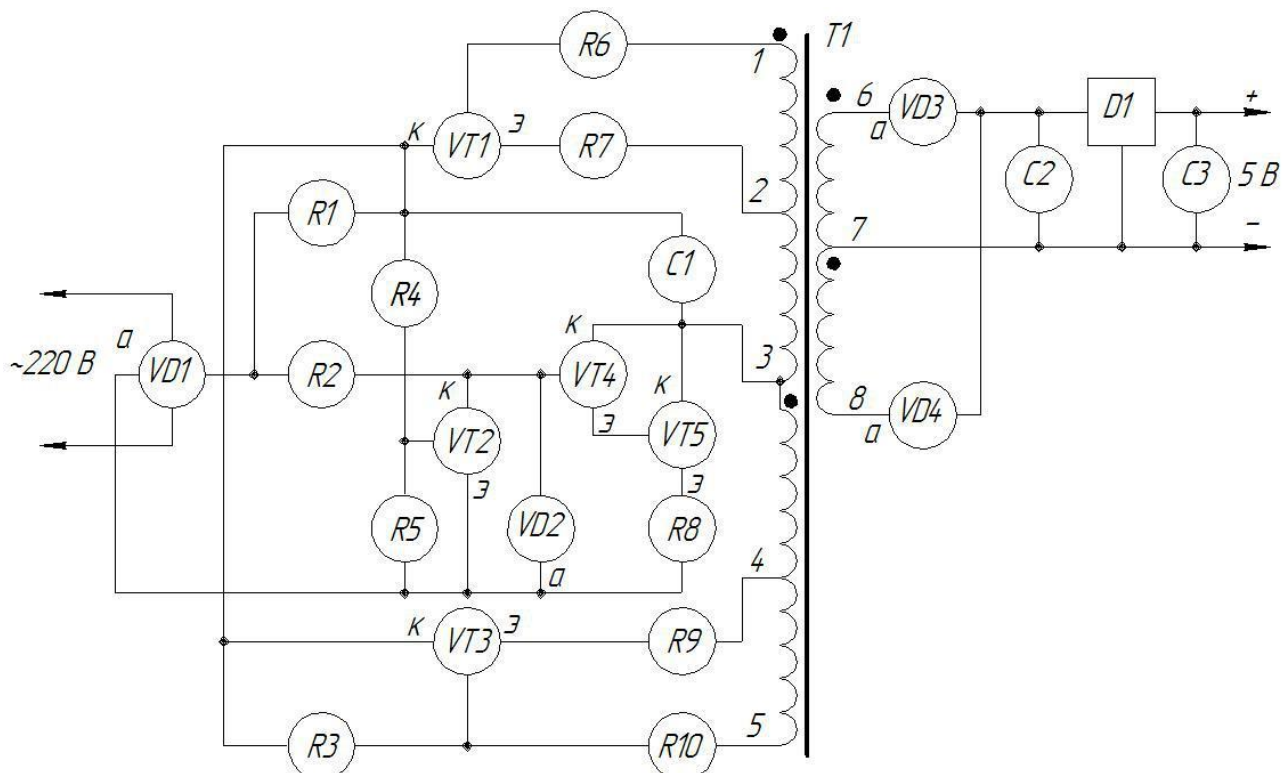 T1
R6
1
к
VT1
э
R7
6
VD3
а
D1
+
2
R1
C2
C3
5 В
7
−
C1
R4
~220 В
а
VD1
R2
к
VT4
3
к
VT2
э
э
к
VT5
э
8
VD4
а
R5
VD2
R8
а
4
к
VT3
э
R9
R3
R10
5